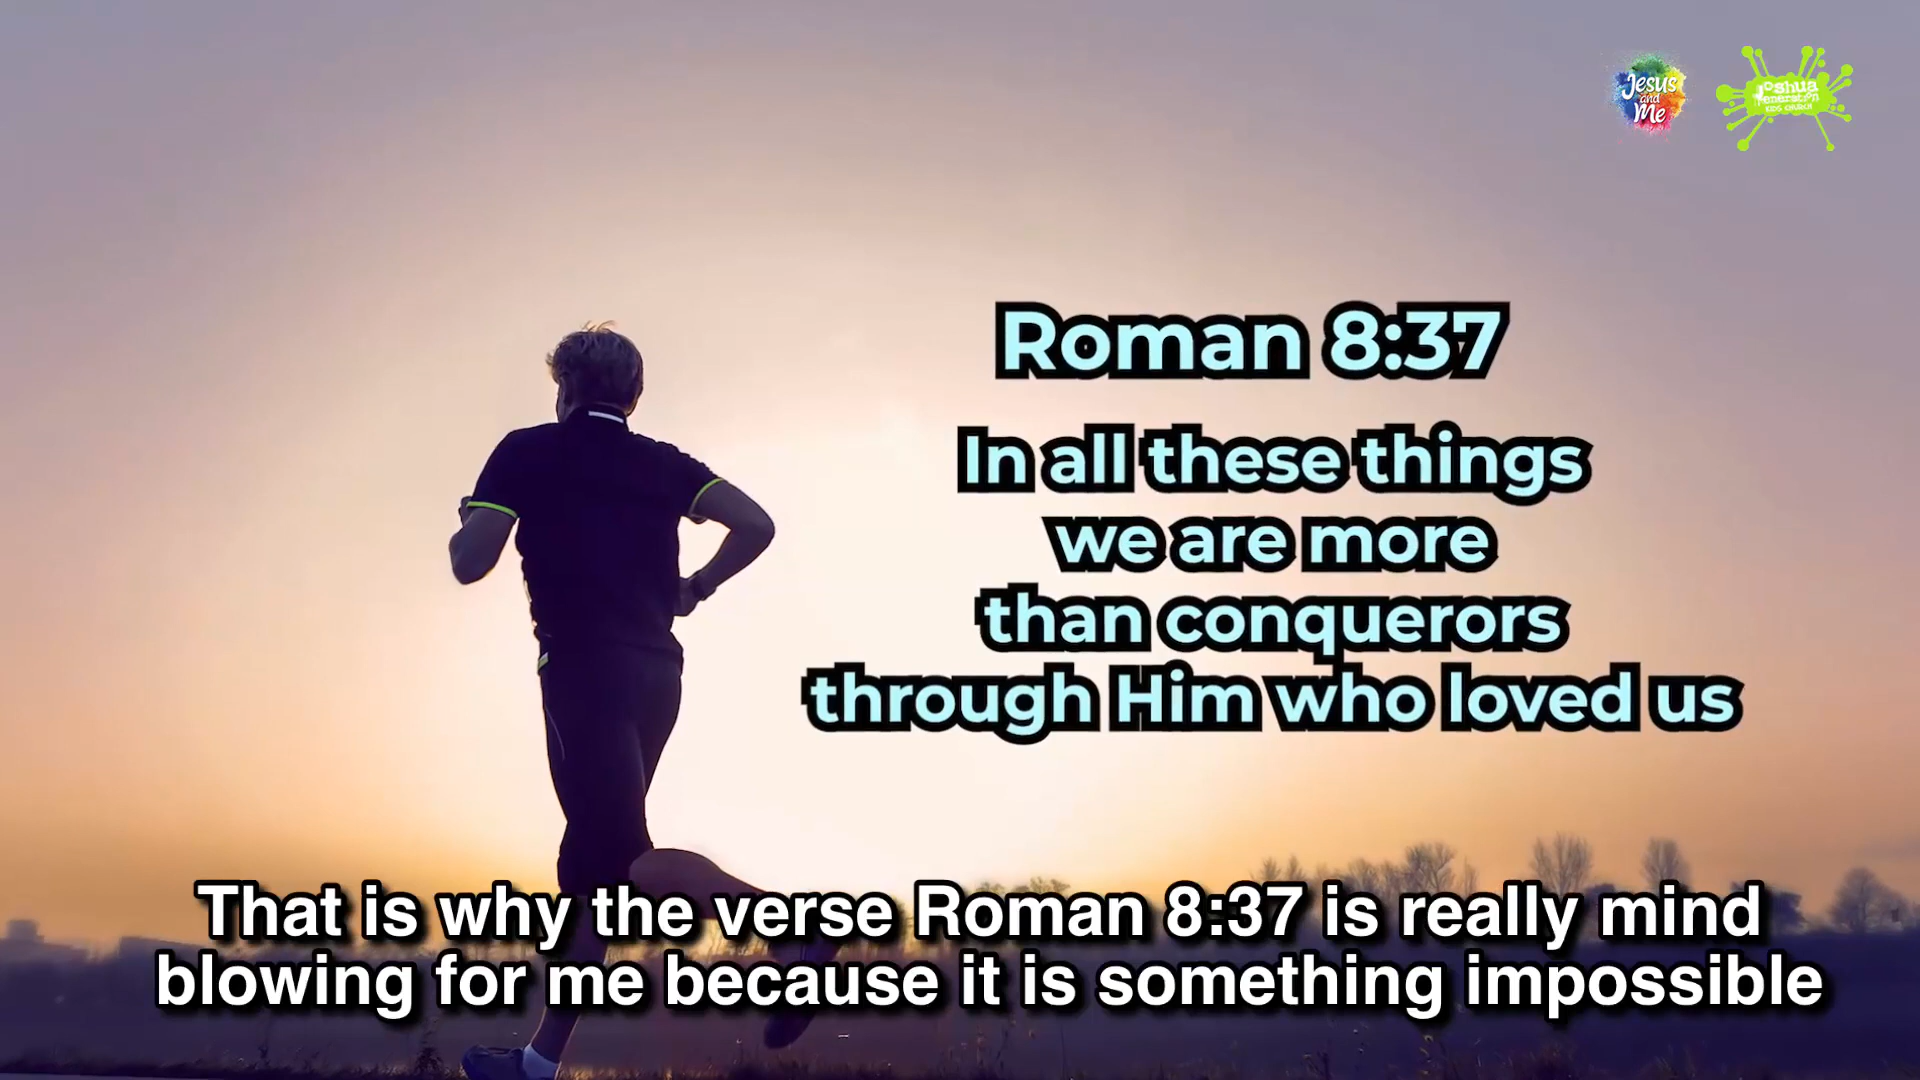 Jesus
and
Me
Joshua
Generation
KIDS CHURCH
Roman 8:37
In all these things
we are more
than conquerors
through Him who loved us
That is why the verse Roman 8:37 is really mind
blowing for me because it is something impossible